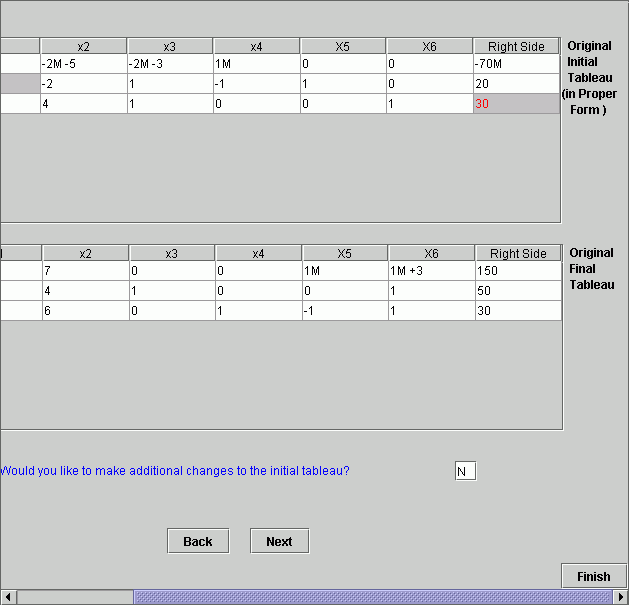 x2 x3 x4 X5 X6 Right Side
-2M -5 -2M -3 1M 0 0 -70M
-2 1 -1 1 0 20
4 1 0 0 1 30
Original
Initial
Tableau
(in Proper
Form )
x2 x3 x4 X5 X6 Right Side
7 0 0 1M 1M +3 150
4 1 0 0 1 50
6 0 1 -1 1 30
Original
Final
Tableau
Would you like to make additional changes to the initial tableau? N
Back Next
Finish